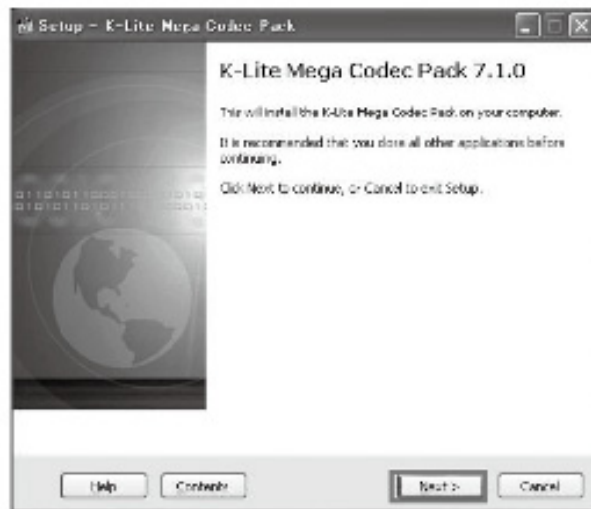 Setup - K-Lite Mega Codec Pack
K-Lite Mega Codec Pack 7.1.0
This will install the K-Lite Mega Codec Pack on your computer.
It is recommended that you close all other applications before
continuing.
Click Next to continue, or Cancel to exit Setup.
Help
Contents
Next >
Cancel